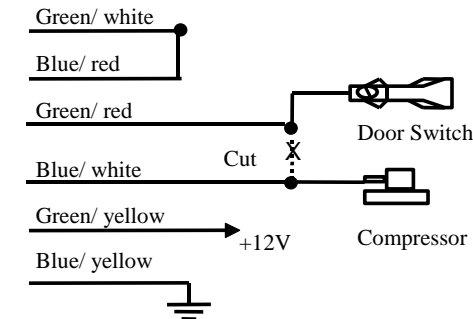 Green/ white
Blue/ red
Green/ red
Door Switch
Cut
X
Blue/ white
Green/ yellow
+12V
Compressor
Blue/ yellow